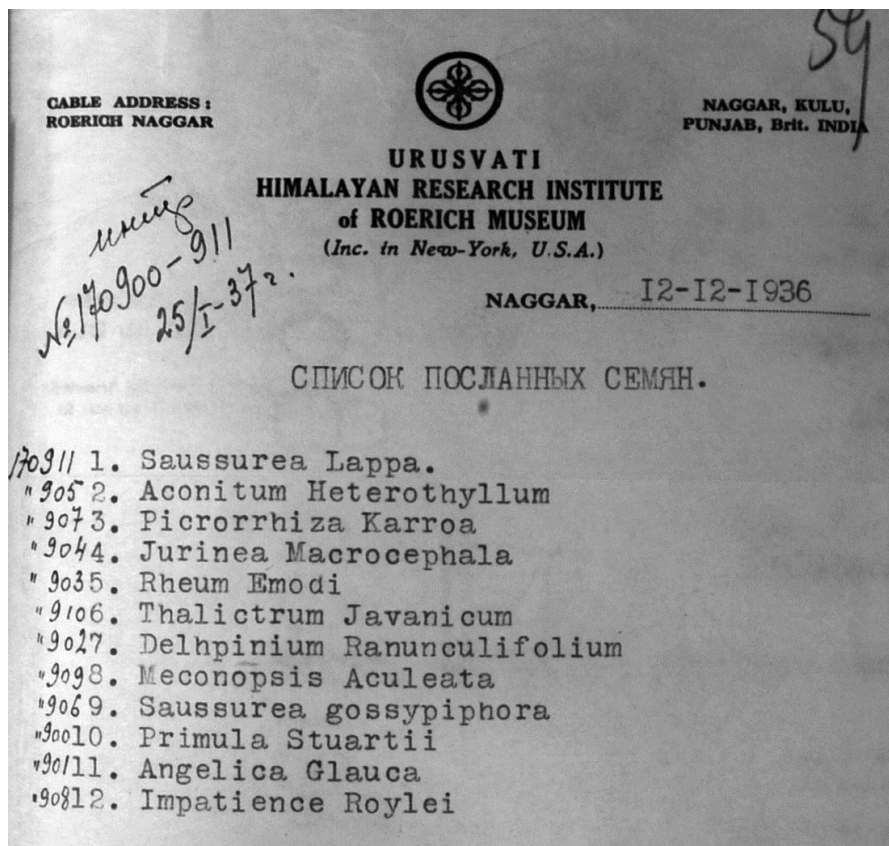 54
CABLE ADDRESS:
ROERICH NAGGAR
NAGGAR, KULU,
PUNJAB, Brit. INDIA
URUSVATI
HIMALAYAN RESEARCH INSTITUTE
of ROERICH MUSEUM
(Inc. in New-York, U.S.A.)
интр
№ 170900-911
25/I-37 г.
NAGGAR, I2-I2-I936
СПИСОК ПОСЛАННЫХ СЕМЯН.
170911 1. Saussurea Lappa.
" 905 2. Aconitum Heterothyllum
" 907 3. Picrorrhiza Karroa
" 904 4. Jurinea Macrocephala
" 903 5. Rheum Emodi
" 910 6. Thalictrum Javanicum
" 902 7. Delhpinium Ranunculifolium
" 909 8. Meconopsis Aculeata
" 906 9. Saussurea gossypiphora
" 900 10. Primula Stuartii
" 901 11. Angelica Glauca
" 908 12. Impatience Roylei